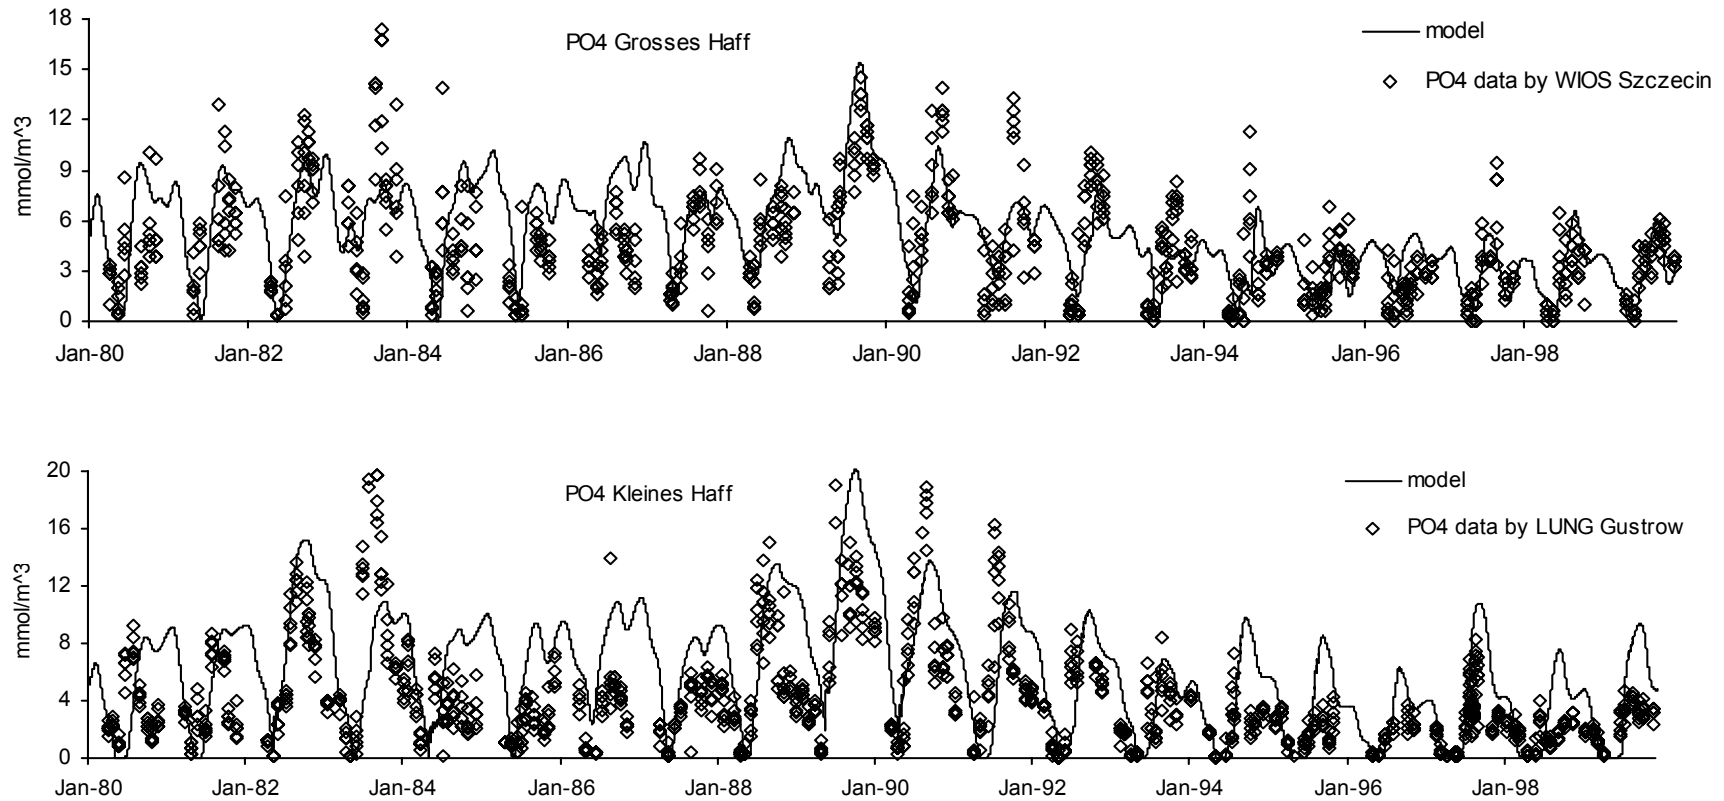 18
PO4 Grosses Haff
model
15
PO4 data by WIOS Szczecin
12
mmol/m^3
9
6
3
0
Jan-80 Jan-82 Jan-84 Jan-86 Jan-88 Jan-90 Jan-92 Jan-94 Jan-96 Jan-98
20
PO4 Kleines Haff
model
16
PO4 data by LUNG Gustrow
12
mmol/m^3
8
4
0
Jan-80 Jan-82 Jan-84 Jan-86 Jan-88 Jan-90 Jan-92 Jan-94 Jan-96 Jan-98